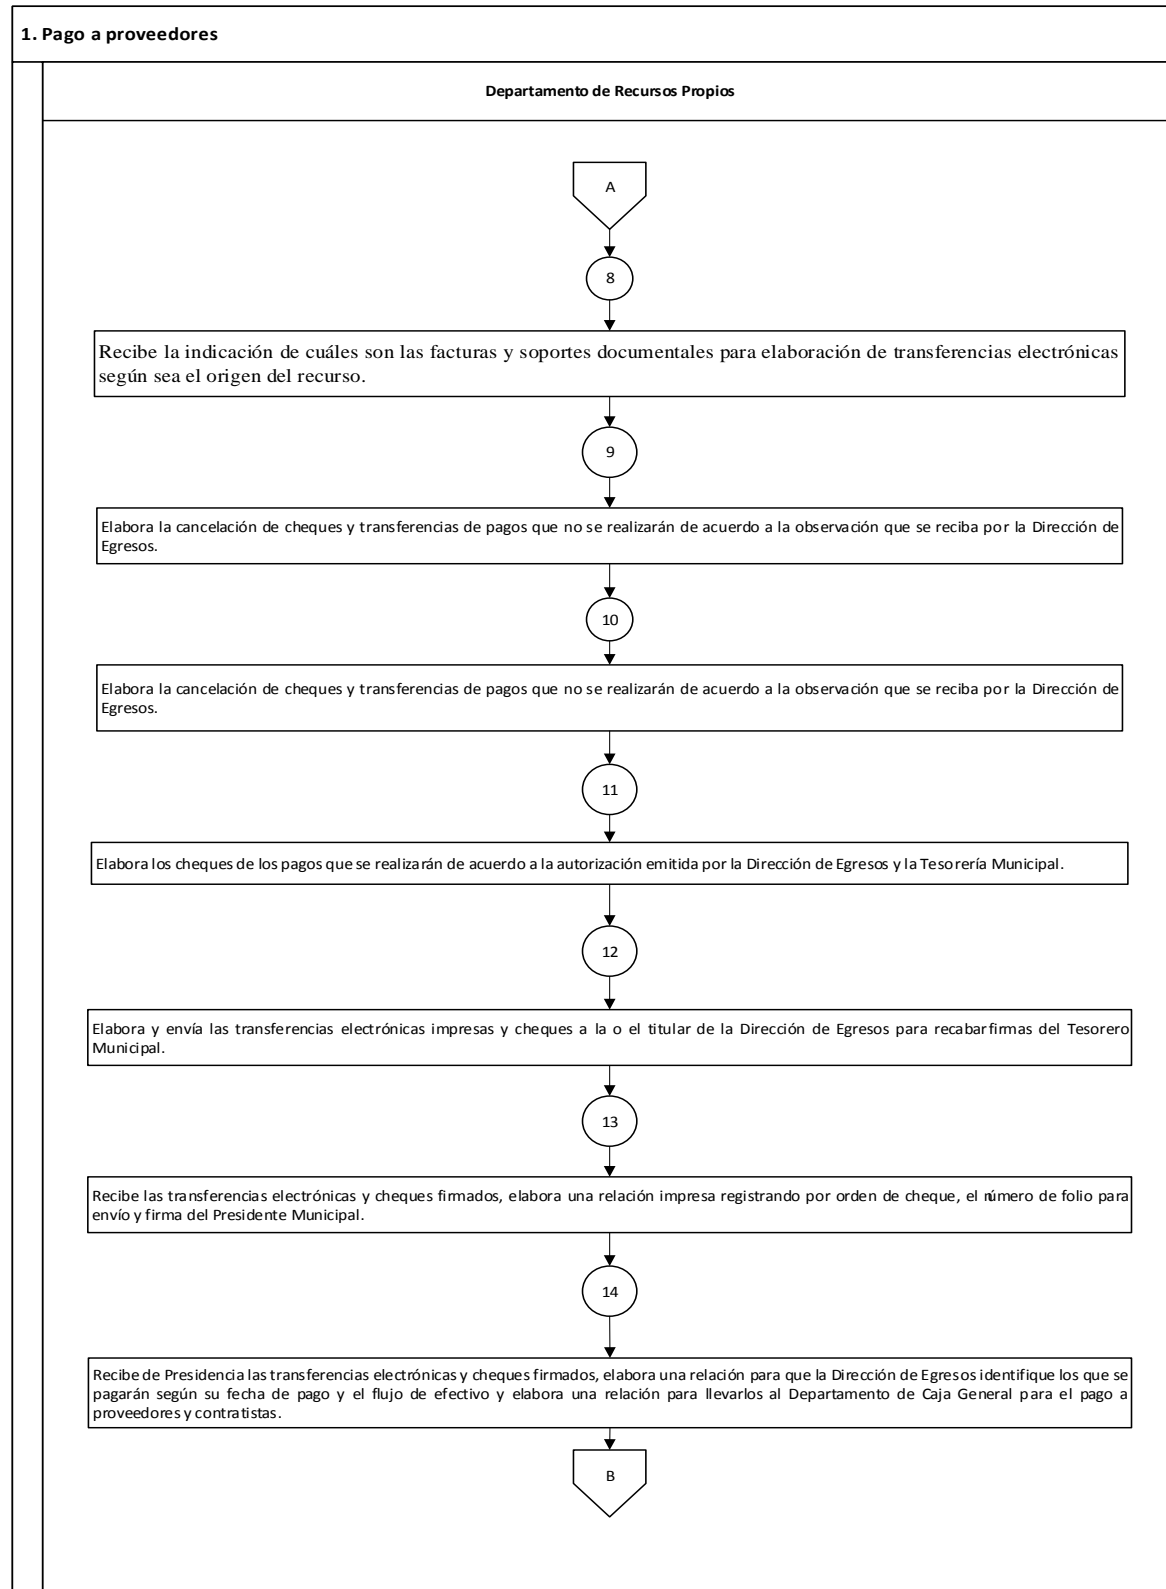 1. Pago a proveedores
Departamento de Recursos Propios
A
8
Recibe la indicación de cuáles son las facturas y soportes documentales para elaboración de transferencias electrónicas
según sea el origen del recurso.
9
Elabora la cancelación de cheques y transferencias de pagos que no se realizarán de acuerdo a la observación que se reciba por la Dirección de
Egresos.
10
Elabora la cancelación de cheques y transferencias de pagos que no se realizarán de acuerdo a la observación que se reciba por la Dirección de
Egresos.
11
Elabora los cheques de los pagos que se realizarán de acuerdo a la autorización emitida por la Dirección de Egresos y la Tesorería Municipal.
12
Elabora y envía las transferencias electrónicas impresas y cheques a la o el titular de la Dirección de Egresos para recabar firmas del Tesorero
Municipal.
13
Recibe las transferencias electrónicas y cheques firmados, elabora una relación impresa registrando por orden de cheque, el número de folio para
envío y firma del Presidente Municipal.
14
Recibe de Presidencia las transferencias electrónicas y cheques firmados, elabora una relación para que la Dirección de Egresos identifique los que se
pagarán según su fecha de pago y el flujo de efectivo y elabora una relación para llevarlos al Departamento de Caja General para el pago a
proveedores y contratistas.
B